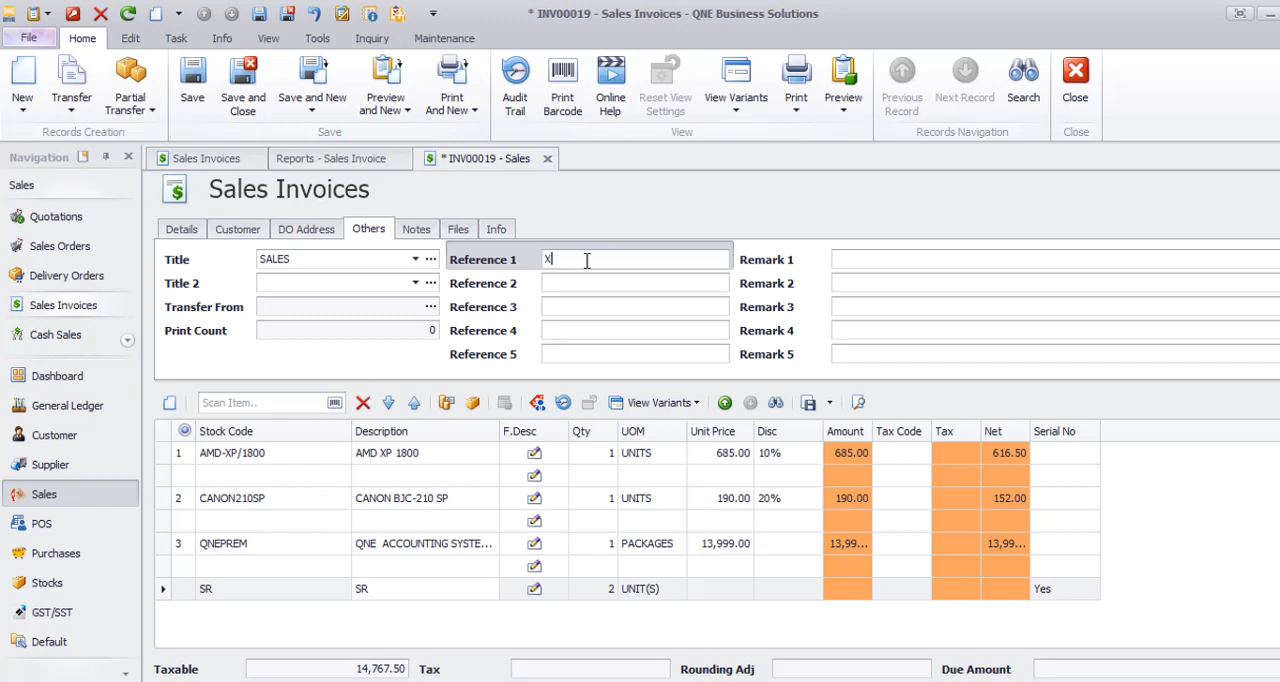 * INV00019 - Sales Invoices - QNE Business Solutions
File Home Edit Task Info View Tools Inquiry Maintenance
New Transfer Partial Transfer Save Save and Close Save and New Preview and New Print And New Audit Trail Print Barcode Online Help Reset View Settings View Variants Print Preview Previous Record Next Record Search Close
Records Creation Save View Records Navigation Close
Navigation
Sales Invoices Reports - Sales Invoice * INV00019 - Sales
Sales
Quotations
Sales Orders
Delivery Orders
Sales Invoices
Cash Sales
Dashboard
General Ledger
Customer
Supplier
Sales
POS
Purchases
Stocks
GST/SST
Default
Sales Invoices
Details Customer DO Address Others Notes Files Info
Title SALES Reference 1 X Remark 1
Title 2 Reference 2 Remark 2
Transfer From Reference 3 Remark 3
Print Count 0 Reference 4 Remark 4
Reference 5 Remark 5
Scan Item.. View Variants
Stock Code Description F.Desc Qty UOM Unit Price Disc Amount Tax Code Tax Net Serial No
1 AMD-XP/1800 AMD XP 1800 1 UNITS 685.00 10% 685.00 616.50
2 CANON210SP CANON BJC-210 SP 1 UNITS 190.00 20% 190.00 152.00
3 QNEPREM QNE ACCOUNTING SYSTE... 1 PACKAGES 13,999.00 13,99... 13,99...
SR SR 2 UNIT(S) Yes
Taxable 14,767.50 Tax Rounding Adj Due Amount